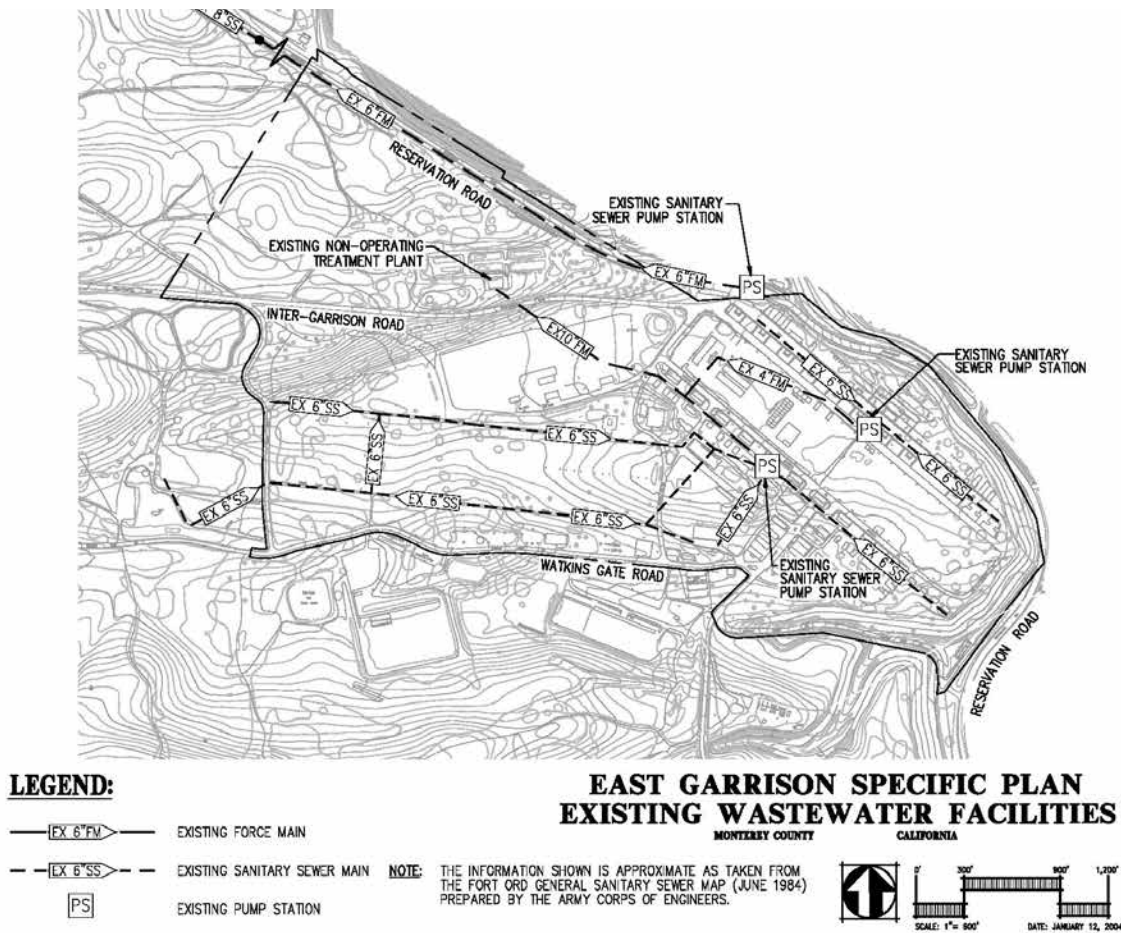 8"SS
EX 6"FM
RESERVATION ROAD
EXISTING SANITARY
SEWER PUMP STATION
EXISTING NON-OPERATING
TREATMENT PLANT
EX 6"FM
PS
INTER-GARRISON ROAD
EX10"FM
EXISTING SANITARY
SEWER PUMP STATION
EX 4"FM
EX 6"SS
PS
EX 6"SS
EX 6"SS
EX 6"SS
PS
EX 6"SS
EX 6"SS
EX 6"SS
EX 6"SS
EX 6"SS
EX 6"SS
WATKINS GATE ROAD
EXISTING
SANITARY SEWER
PUMP STATION
RESERVATION ROAD
LEGEND:
EX 6"FM EXISTING FORCE MAIN
EX 6"SS EXISTING SANITARY SEWER MAIN
PS EXISTING PUMP STATION
NOTE: THE INFORMATION SHOWN IS APPROXIMATE AS TAKEN FROM
THE FORT ORD GENERAL SANITARY SEWER MAP (JUNE 1984)
PREPARED BY THE ARMY CORPS OF ENGINEERS.
EAST GARRISON SPECIFIC PLAN
EXISTING WASTEWATER FACILITIES
MONTEREY COUNTY CALIFORNIA
0' 300' 900' 1,200'
SCALE: 1"= 600' DATE: JANUARY 12, 2004